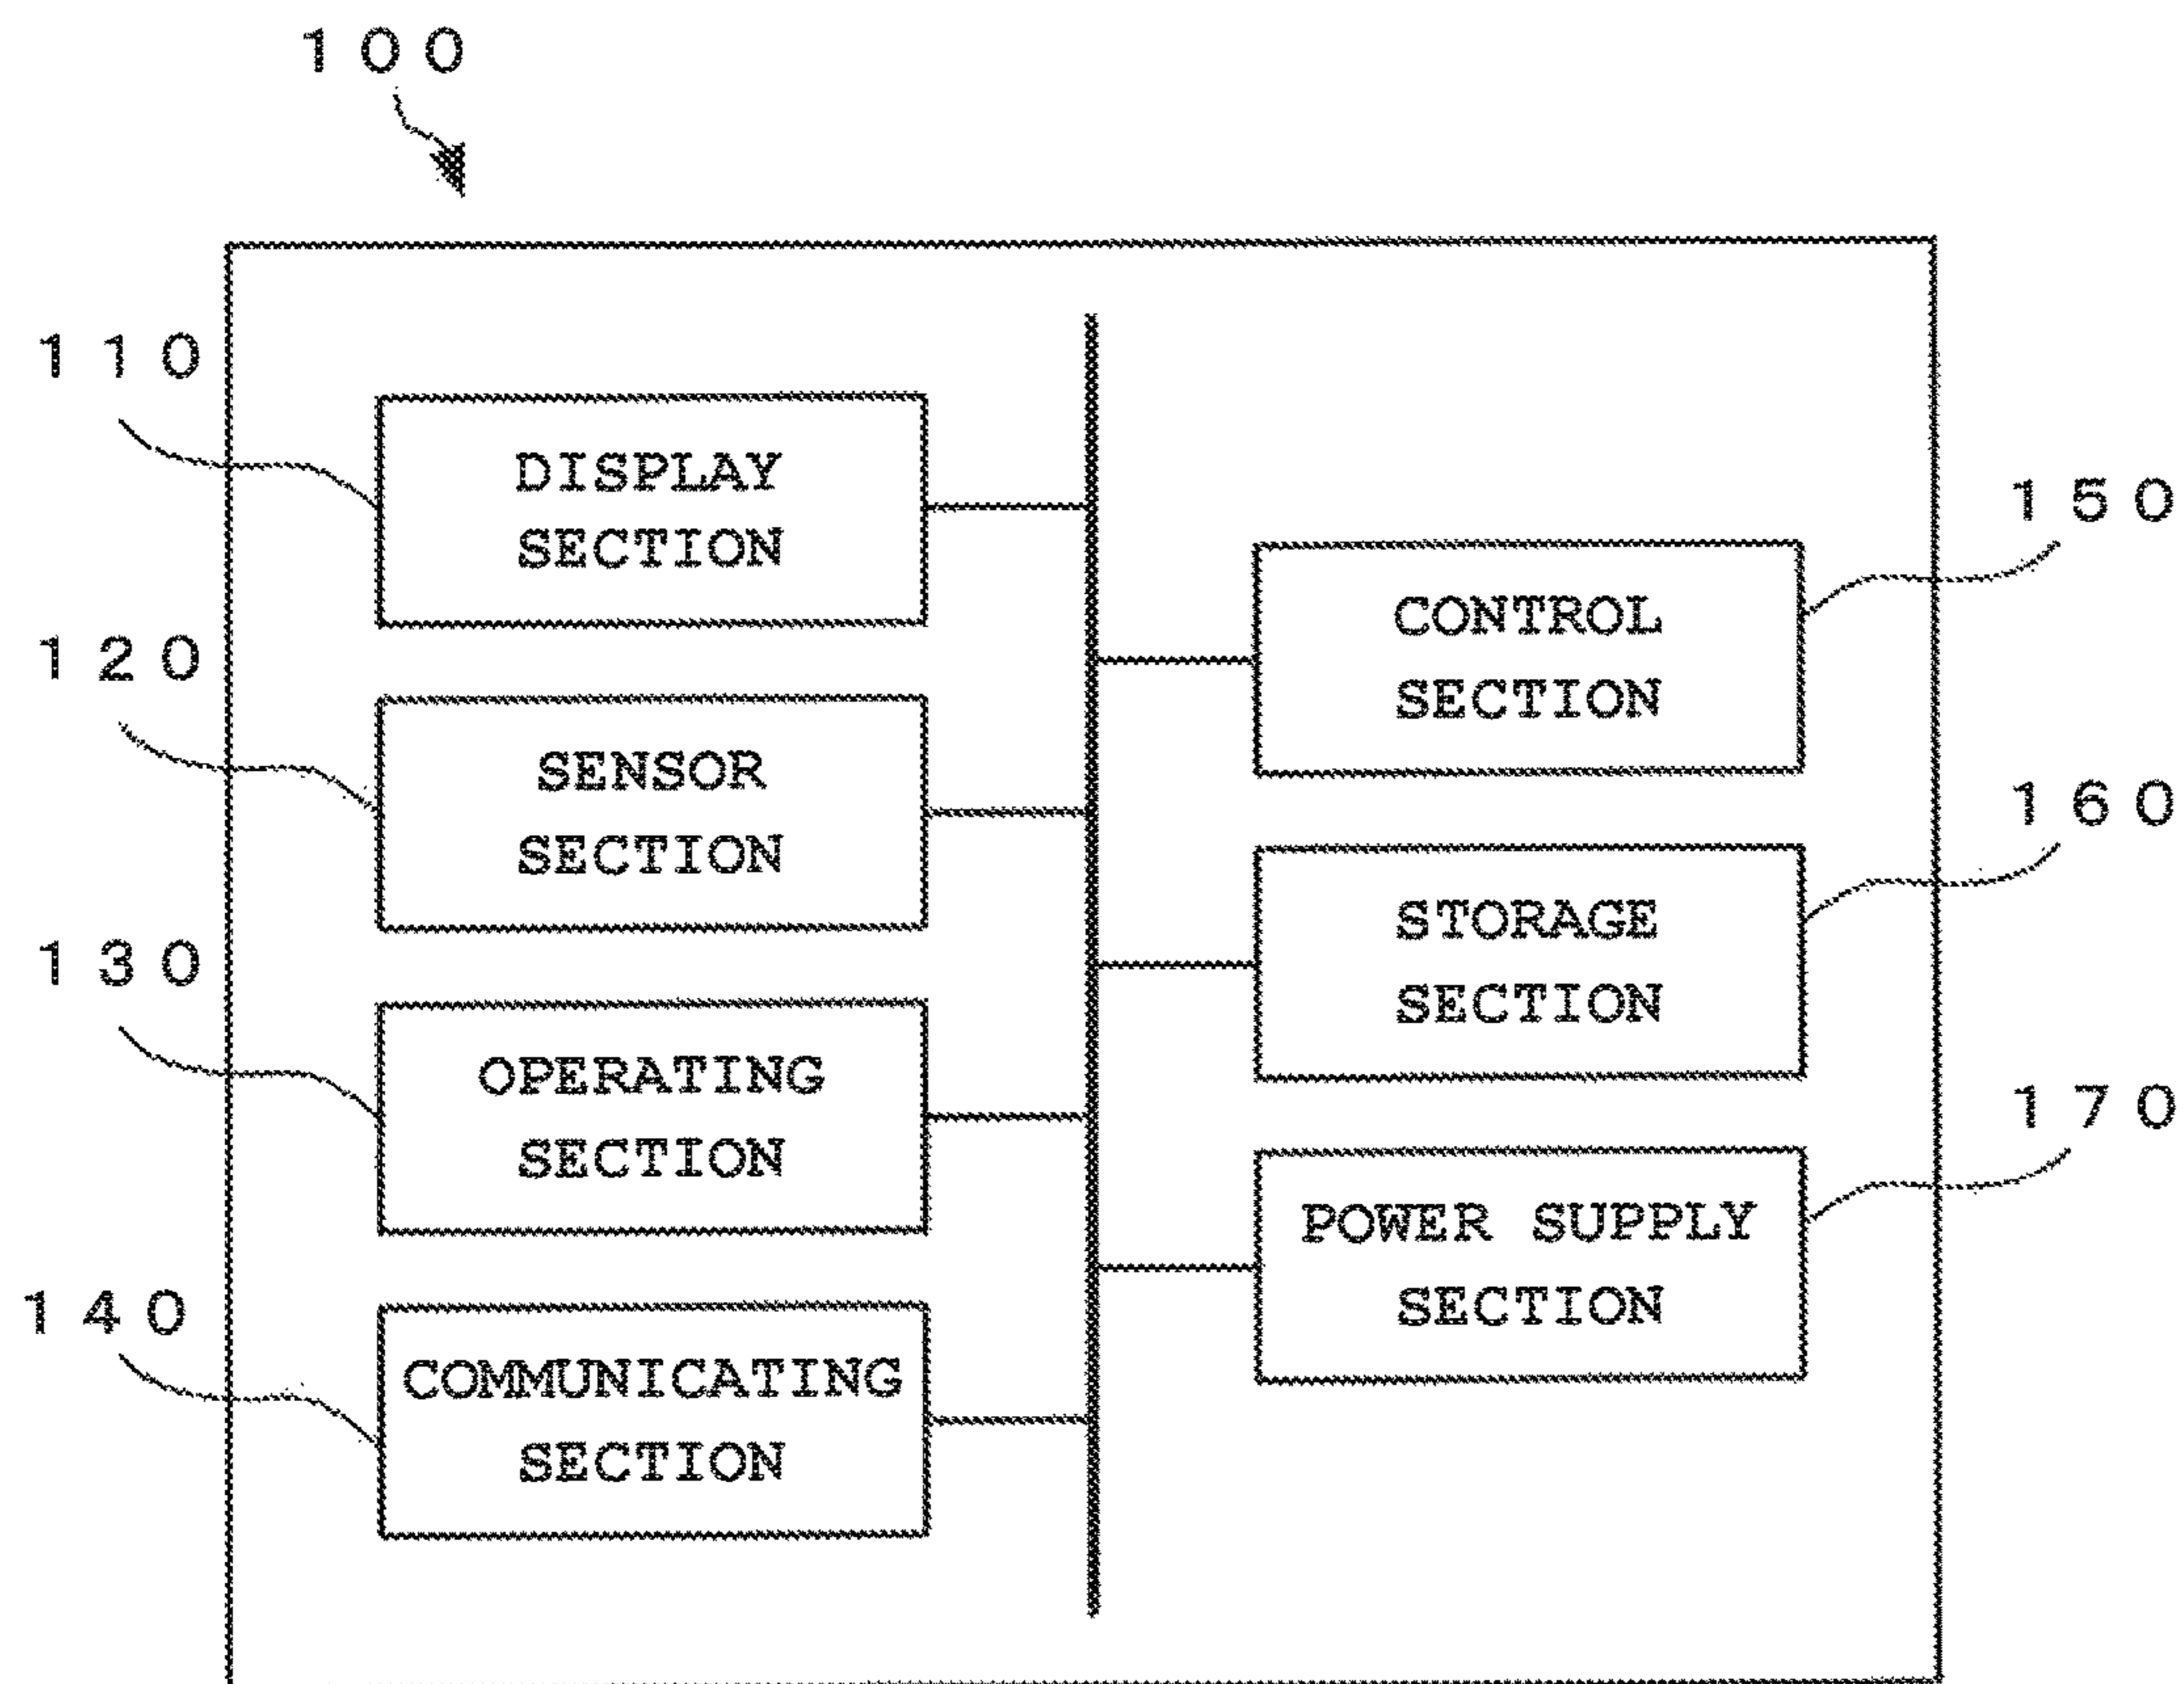 100
110
DISPLAY
SECTION
120
SENSOR
SECTION
130
OPERATING
SECTION
140
COMMUNICATING
SECTION
150
CONTROL
SECTION
160
STORAGE
SECTION
170
POWER SUPPLY
SECTION